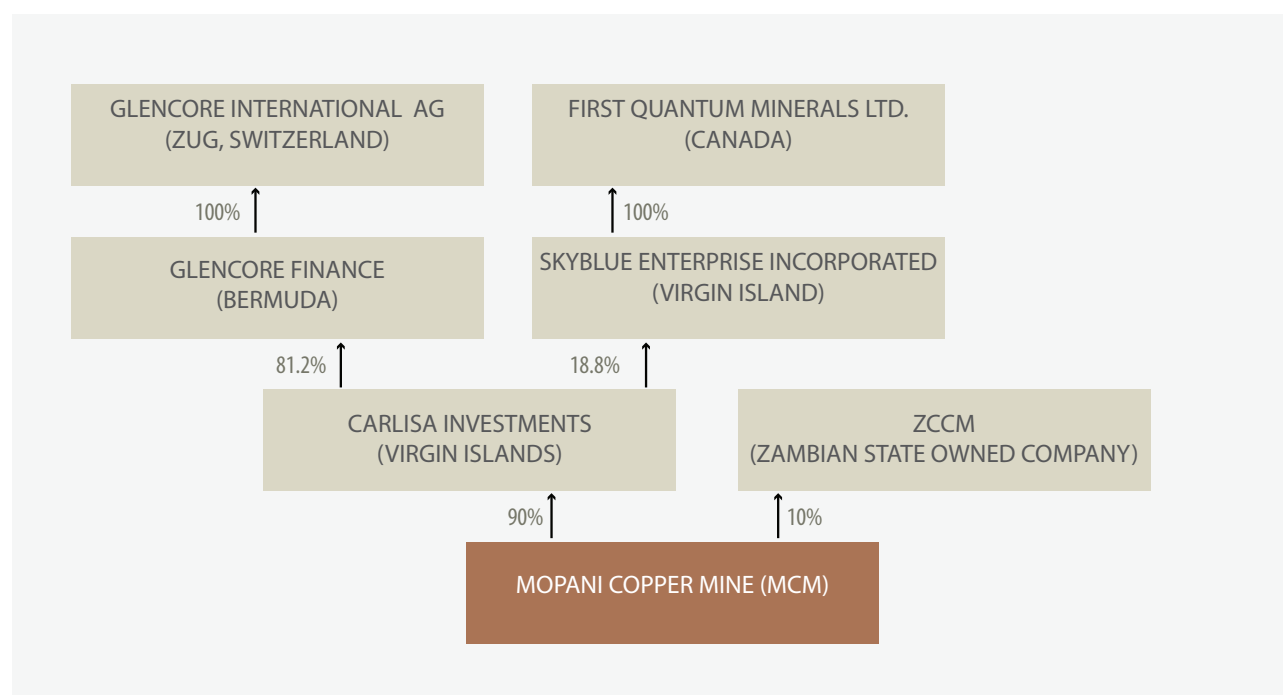 GLENCORE INTERNATIONAL AG
(ZUG, SWITZERLAND)
FIRST QUANTUM MINERALS LTD.
(CANADA)
100%
100%
GLENCORE FINANCE
(BERMUDA)
SKYBLUE ENTERPRISE INCORPORATED
(VIRGIN ISLAND)
81.2%
18.8%
CARLISA INVESTMENTS
(VIRGIN ISLANDS)
ZCCM
(ZAMBIAN STATE OWNED COMPANY)
90%
10%
MOPANI COPPER MINE (MCM)